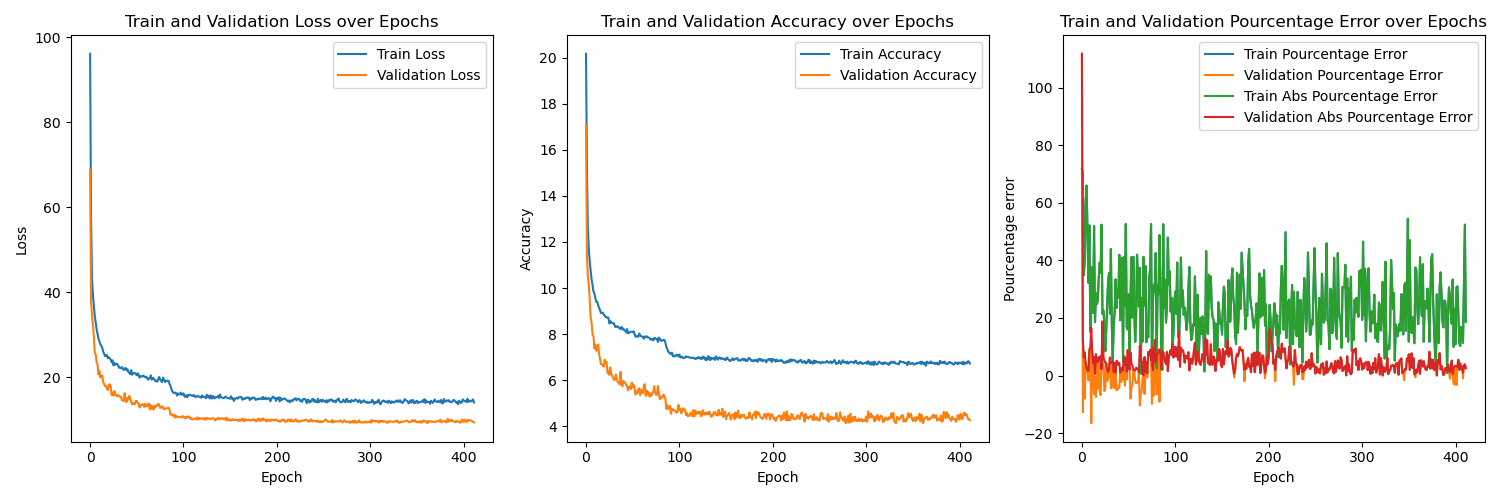 Train and Validation Loss over Epochs
100
80
60
40
20
0
100
200
300
400
Loss
Epoch
Train Loss
Validation Loss
Train and Validation Accuracy over Epochs
20
18
16
14
12
10
8
6
4
0
100
200
300
400
Accuracy
Epoch
Train Accuracy
Validation Accuracy
Train and Validation Pourcentage Error over Epochs
100
80
60
40
20
0
−20
0
100
200
300
400
Pourcentage error
Epoch
Train Pourcentage Error
Validation Pourcentage Error
Train Abs Pourcentage Error
Validation Abs Pourcentage Error